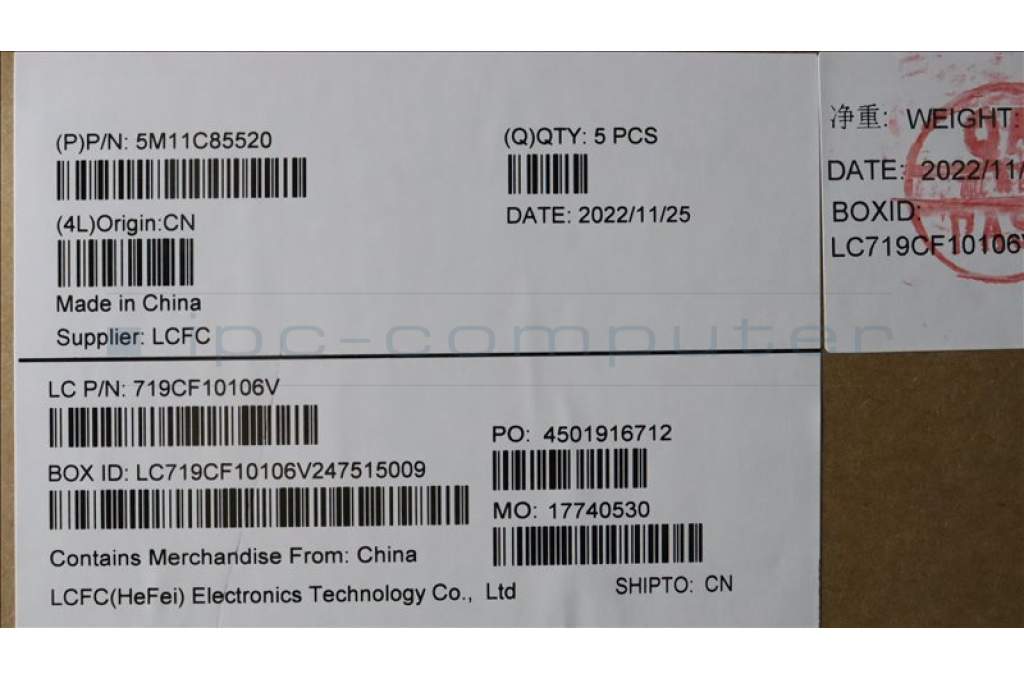 (P)P/N: 5M11C85520
(4L)Origin:CN
Made in China
Supplier: LCFC
(Q)QTY: 5 PCS
DATE: 2022/11/25
LC P/N: 719CF10106V
BOX ID: LC719CF10106V247515009
Contains Merchandise From: China
LCFC(HeFei) Electronics Technology Co., Ltd
PO: 4501916712
MO: 17740530
SHIPTO: CN
净重: WEIGHT:
DATE: 2022/11/
BOXID:
LC719CF10106
ipc-computer